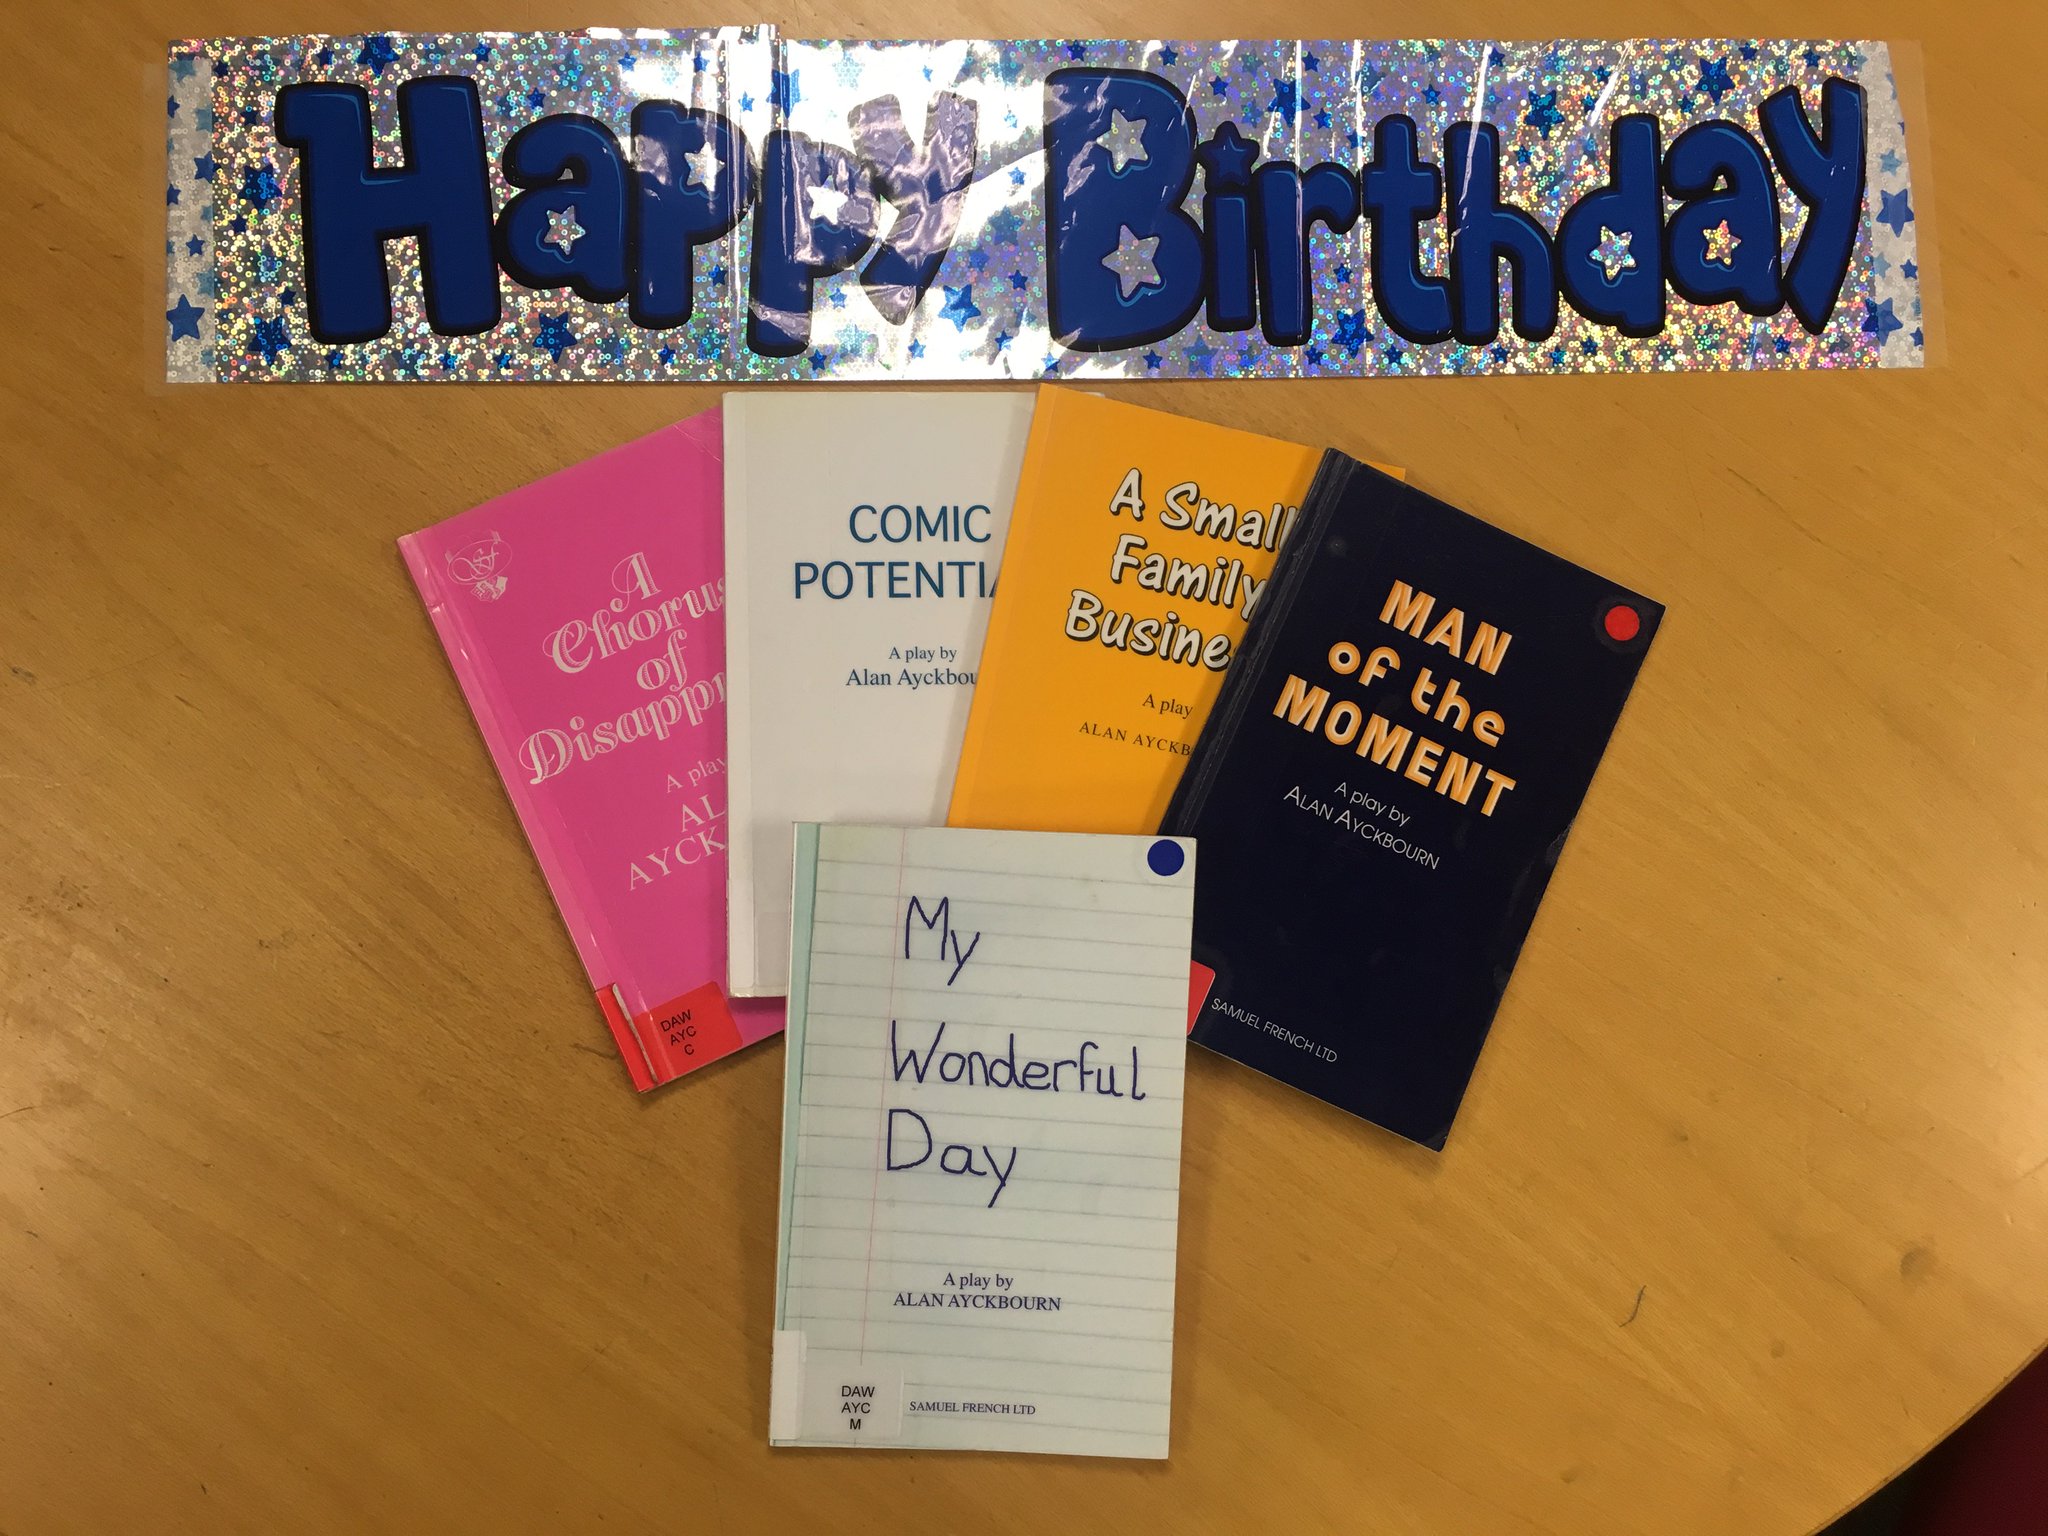 Happy Birthday
A
Chorus
of
Disappr
A play
AL
AYCK
DAW
AYC
C
COMIC
POTENTIA
A play by
Alan Ayckbou
A Small
Family
Busine
A play
ALAN AYCKB
MAN
of the
MOMENT
A play by
ALAN AYCKBOURN
SAMUEL FRENCH LTD
My
Wonderful
Day
A play by
ALAN AYCKBOURN
DAW
AYC
M
SAMUEL FRENCH LTD